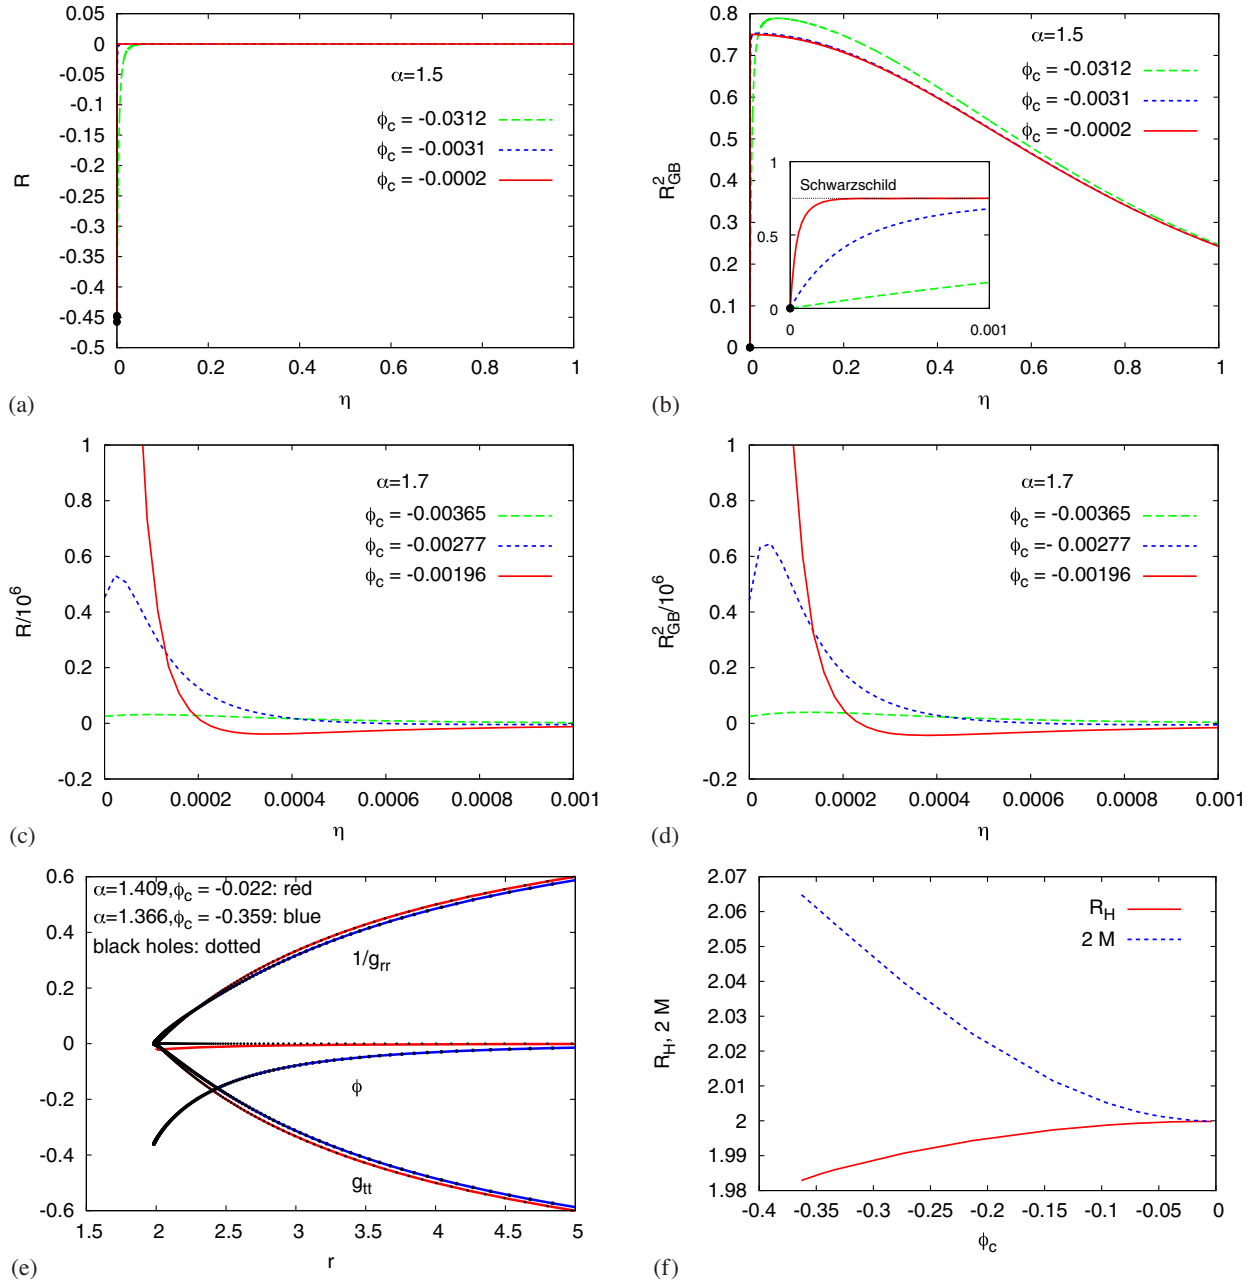 0
-0.05
-0.1
-0.15
-0.2
-0.25
-0.3
-0.35
-0.4
-0.45
-0.5
R
α=1.5
ϕc = -0.0312
ϕc = -0.0031
ϕc = -0.0002
0 0.2 0.4 0.6 0.8 1
(a) η
0.8
0.7
0.6
0.5
0.4
0.3
0.2
0.1
0
R²GB
α=1.5
ϕc = -0.0312
ϕc = -0.0031
ϕc = -0.0002
1
Schwarzschild
0.5
0
0 0.001
0 0.2 0.4 0.6 0.8 1
(b) η
1
0.8
0.6
0.4
0.2
0
-0.2
R/10⁶
α=1.7
ϕc = -0.00365
ϕc = -0.00277
ϕc = -0.00196
0 0.0002 0.0004 0.0006 0.0008 0.001
(c) η
1
0.8
0.6
0.4
0.2
0
-0.2
R²GB/10⁶
α=1.7
ϕc = -0.00365
ϕc = - 0.00277
ϕc = -0.00196
0 0.0002 0.0004 0.0006 0.0008 0.001
(d) η
0.6
0.4
0.2
0
-0.2
-0.4
-0.6
α=1.409,ϕc = -0.022: red
α=1.366,ϕc = -0.359: blue
black holes: dotted
1/grr
ϕ
gtt
1.5 2 2.5 3 3.5 4 4.5 5
(e) r
2.07
2.06
2.05
2.04
2.03
2.02
2.01
2
1.99
1.98
RH, 2 M
RH
2 M
-0.4 -0.35 -0.3 -0.25 -0.2 -0.15 -0.1 -0.05 0
(f) ϕc